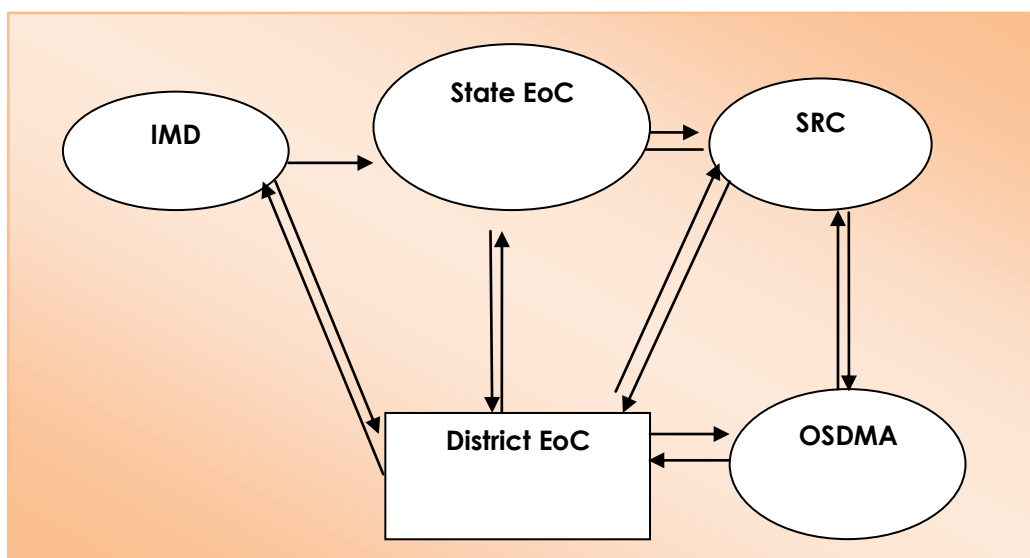 State EoC
IMD
SRC
District EoC
OSDMA